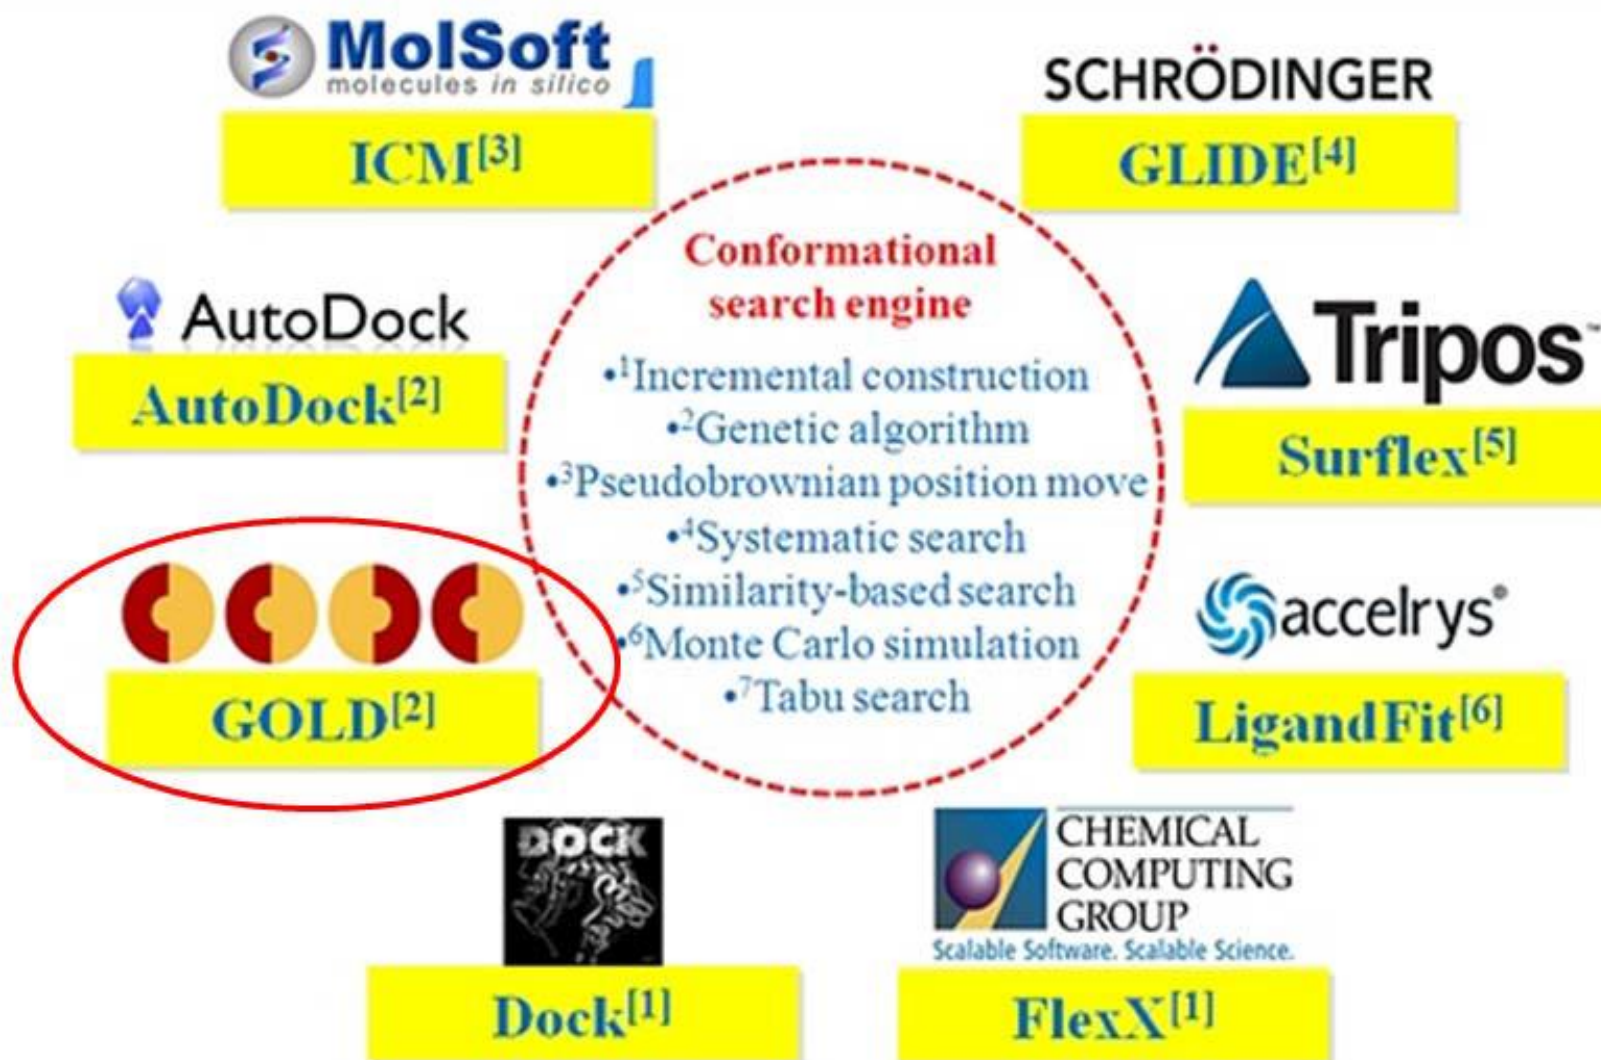 MolSoft
molecules in silico
ICM[3]
SCHRÖDINGER
GLIDE[4]
Conformational
search engine
•¹Incremental construction
•²Genetic algorithm
•³Pseudobrownian position move
•⁴Systematic search
•⁵Similarity-based search
•⁶Monte Carlo simulation
•⁷Tabu search
AutoDock
AutoDock[2]
Tripos™
Surflex[5]
GOLD[2]
accelrys®
LigandFit[6]
DOCK
Dock[1]
CHEMICAL
COMPUTING
GROUP
Scalable Software. Scalable Science.
FlexX[1]